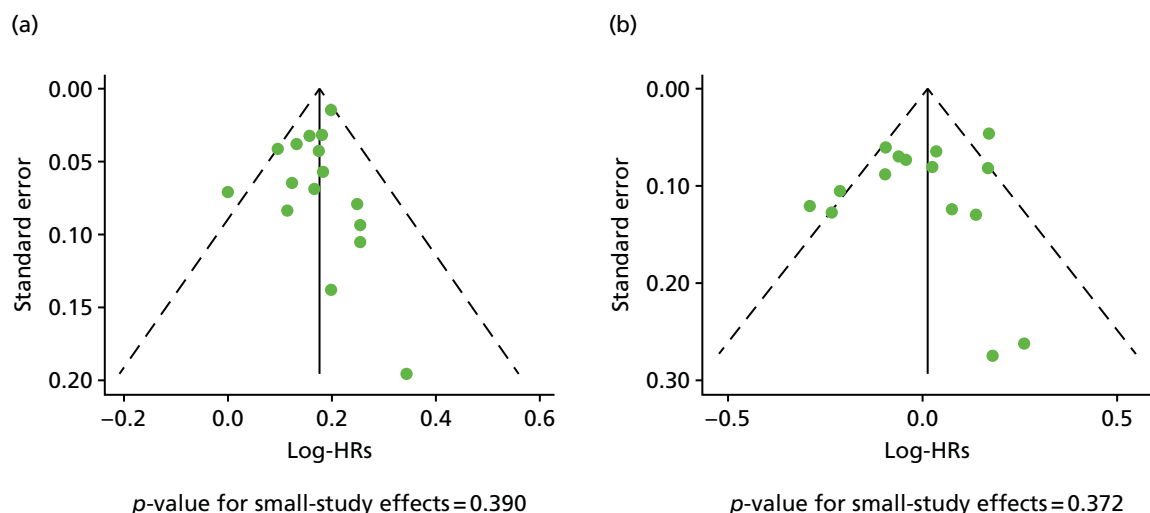 (a)
Standard error
0.00
0.05
0.10
0.15
0.20
−0.2
0.0
0.2
0.4
0.6
Log-HRs
p-value for small-study effects=0.390
(b)
Standard error
0.00
0.10
0.20
0.30
−0.5
0.0
0.5
Log-HRs
p-value for small-study effects=0.372